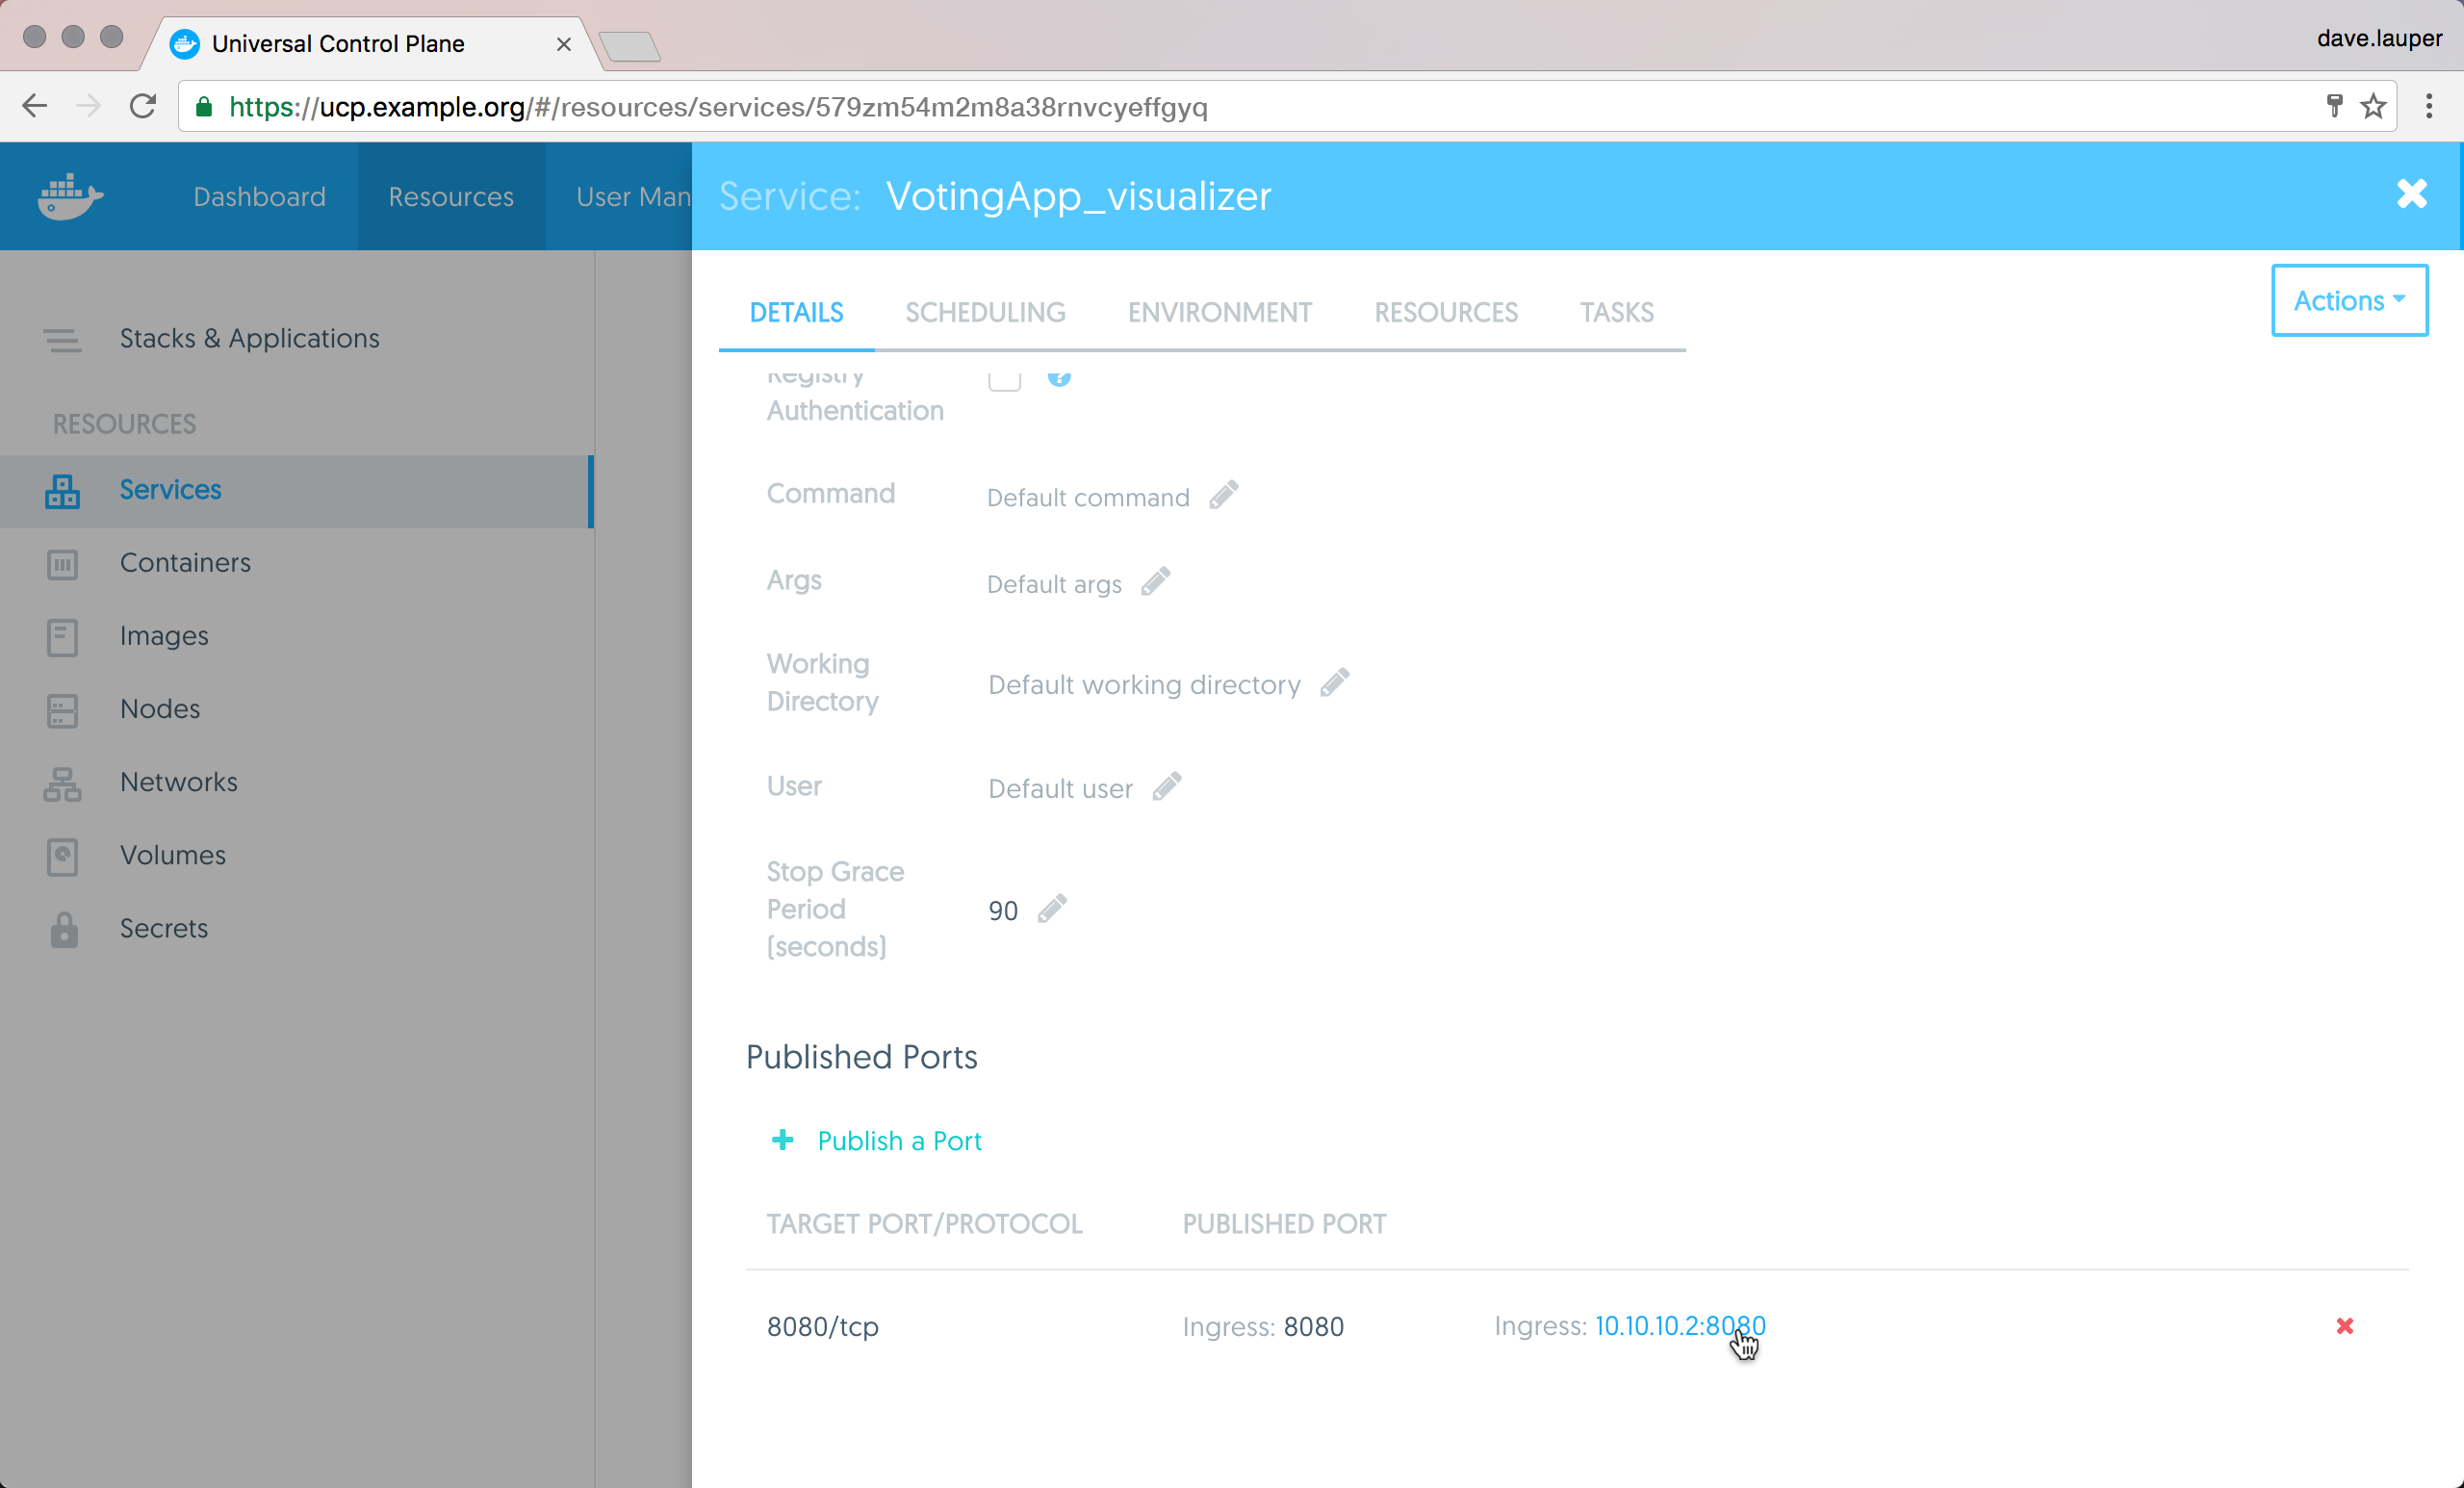 Universal Control Plane
dave.lauper
https://ucp.example.org/#/resources/services/579zm54m2m8a38rnvcyeffgyq
Dashboard
Resources
User Man
Service: VotingApp_visualizer
Stacks & Applications
RESOURCES
Services
Containers
Images
Nodes
Networks
Volumes
Secrets
DETAILS
SCHEDULING
ENVIRONMENT
RESOURCES
TASKS
Actions
Registry
Authentication
Command
Default command
Args
Default args
Working
Directory
Default working directory
User
Default user
Stop Grace
Period
(seconds)
90
Published Ports
+ Publish a Port
TARGET PORT/PROTOCOL
PUBLISHED PORT
8080/tcp
Ingress: 8080
Ingress: 10.10.10.2:8080